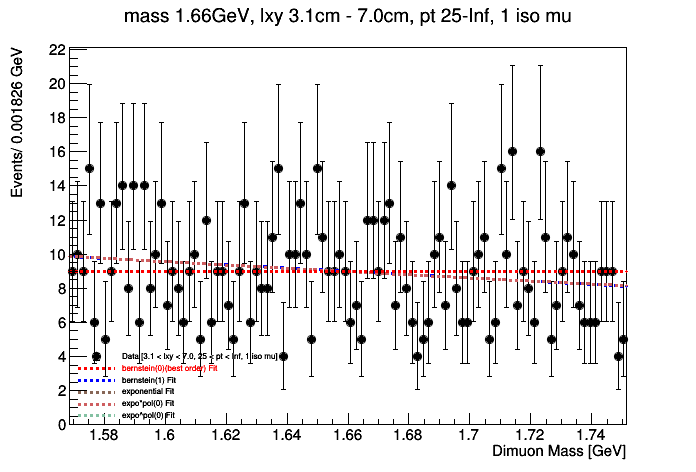 mass 1.66GeV, lxy 3.1cm - 7.0cm, pt 25-Inf, 1 iso mu
Events/ 0.001826 GeV
22
20
18
16
14
12
10
8
6
4
2
0
Data [3.1 < lxy < 7.0, 25 < pt < Inf, 1 iso mu]
bernstein(0)(best order) Fit
bernstein(1) Fit
exponential Fit
expo*pol(0) Fit
expo^pol(0) Fit
1.58 1.6 1.62 1.64 1.66 1.68 1.7 1.72 1.74
Dimuon Mass [GeV]